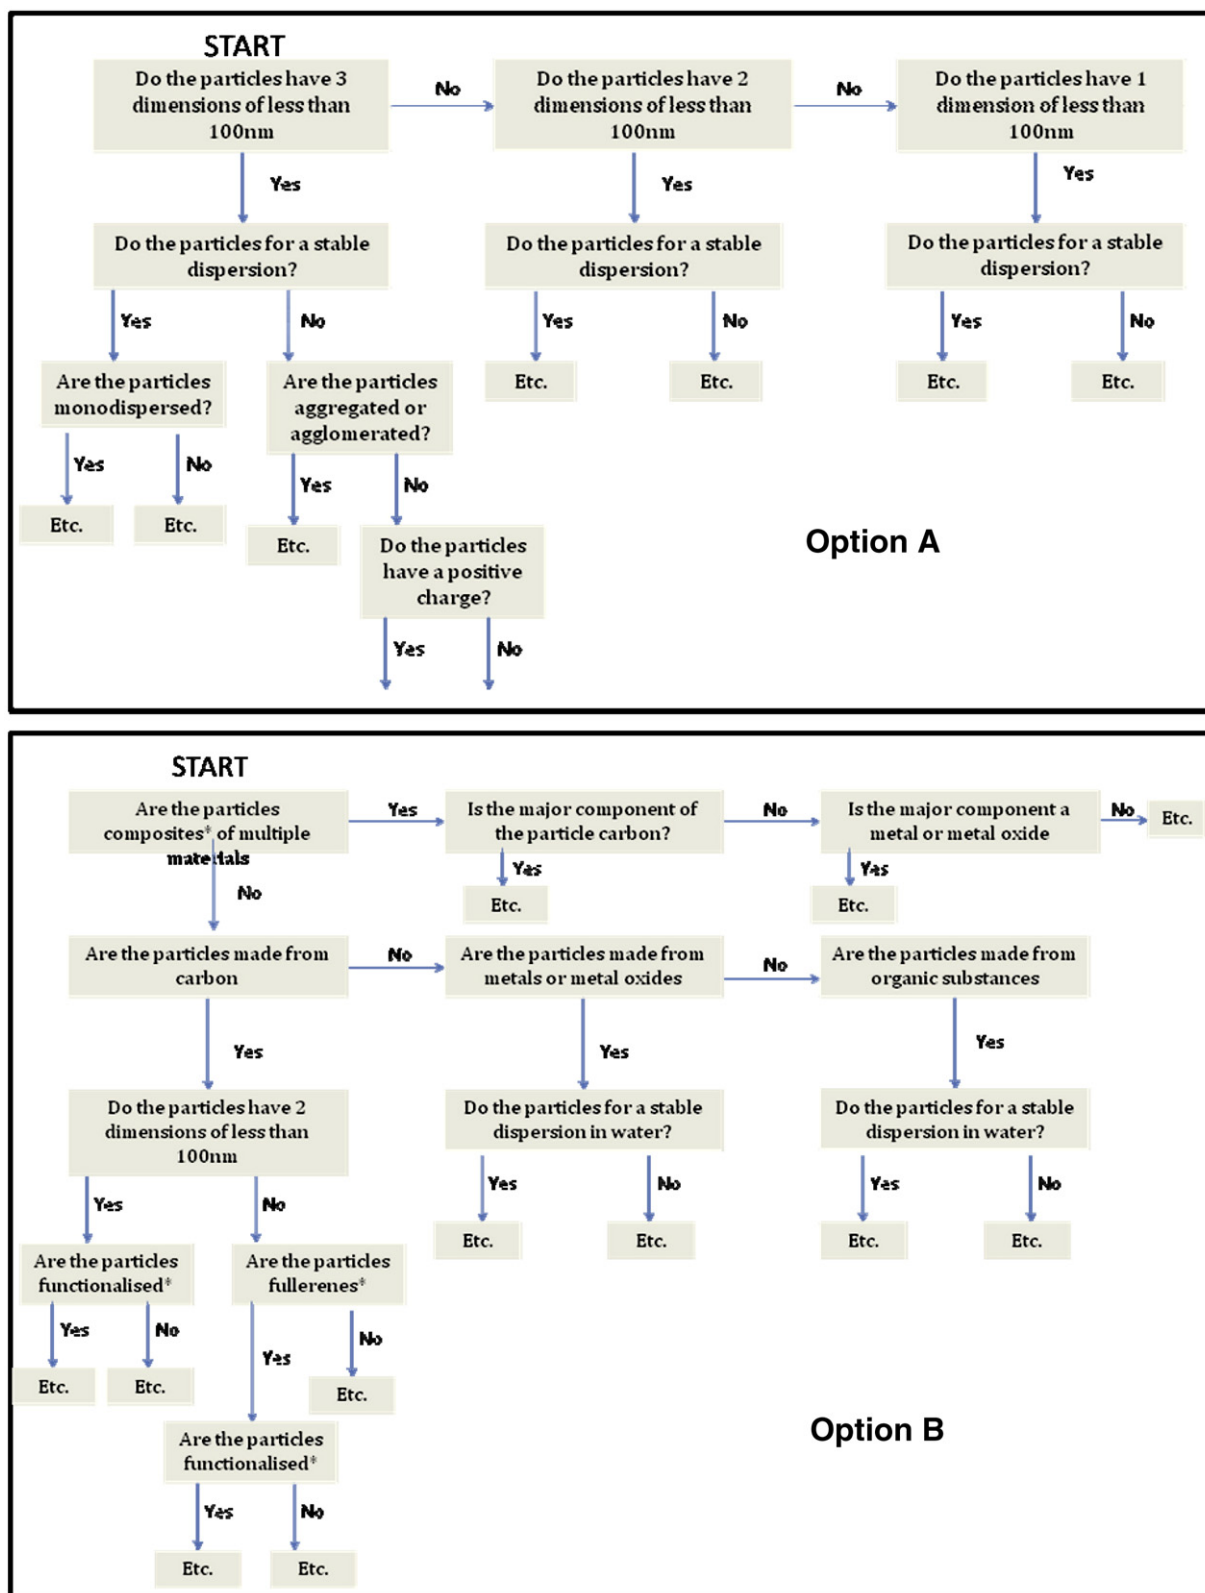 START
Do the particles have 3
dimensions of less than
100nm
No
Do the particles have 2
dimensions of less than
100nm
No
Do the particles have 1
dimension of less than
100nm
Yes
Yes
Yes
Do the particles for a stable
dispersion?
Do the particles for a stable
dispersion?
Do the particles for a stable
dispersion?
Yes
No
Yes
No
Yes
No
Are the particles
monodispersed?
Are the particles
aggregated or
agglomerated?
Etc.
Etc.
Etc.
Etc.
Yes
No
Yes
No
Etc.
Etc.
Etc.
Do the particles
have a positive
charge?
Option A
Yes
No
START
Are the particles
composites* of multiple
materials
Yes
Is the major component of
the particle carbon?
No
Is the major component a
metal or metal oxide
No
Etc.
No
Yes
Etc.
Yes
Etc.
Are the particles made from
carbon
No
Are the particles made from
metals or metal oxides
No
Are the particles made from
organic substances
Yes
Yes
Yes
Do the particles have 2
dimensions of less than
100nm
Do the particles for a stable
dispersion in water?
Do the particles for a stable
dispersion in water?
Yes
No
Yes
No
Yes
No
Are the particles
functionalised*
Are the particles
fullerenes*
Etc.
Etc.
Etc.
Etc.
Yes
No
Yes
No
Etc.
Etc.
Etc.
Are the particles
functionalised*
Option B
Yes
No
Etc.
Etc.